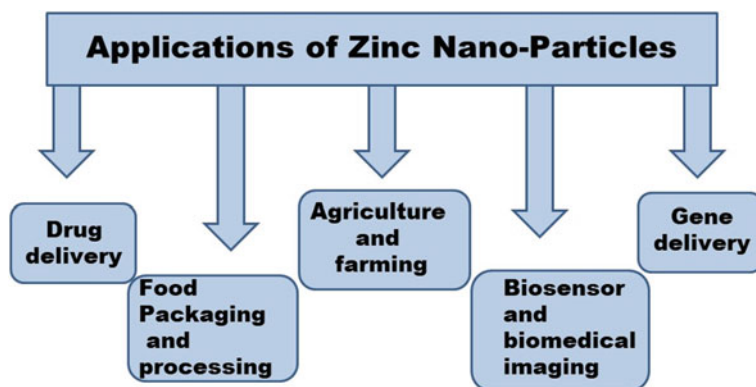 Applications of Zinc Nano-Particles
Drug
delivery
Food
Packaging
and
processing
Agriculture
and
farming
Biosensor
and
biomedical
imaging
Gene
delivery